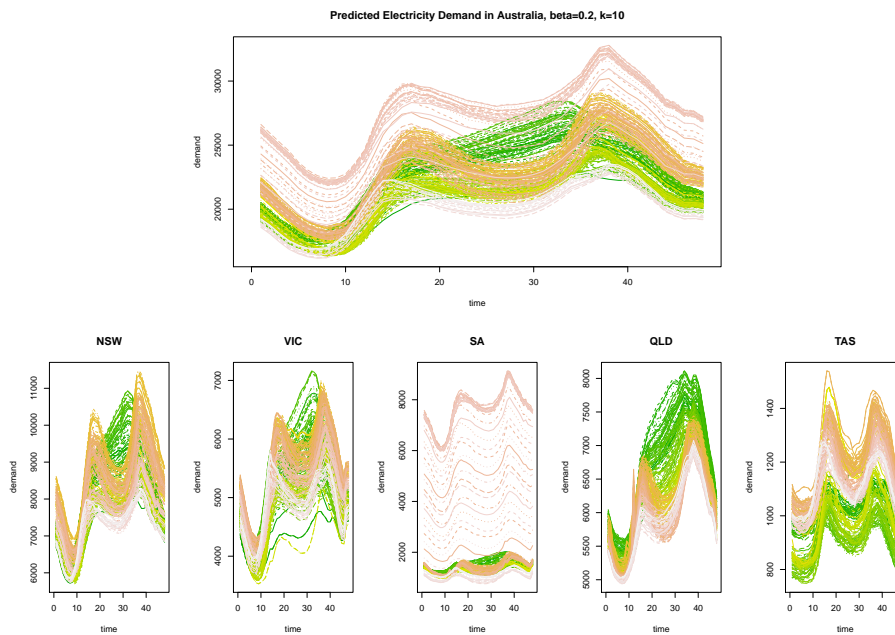 Predicted Electricity Demand in Australia, beta=0.2, k=10
demand
30000
25000
20000
0 10 20 30 40
time
NSW
demand
11000
10000
9000
8000
7000
6000
0 10 20 30 40
time
VIC
demand
7000
6000
5000
4000
0 10 20 30 40
time
SA
demand
8000
6000
4000
2000
0 10 20 30 40
time
QLD
demand
8000
7500
7000
6500
6000
5500
5000
0 10 20 30 40
time
TAS
demand
1400
1200
1000
800
0 10 20 30 40
time